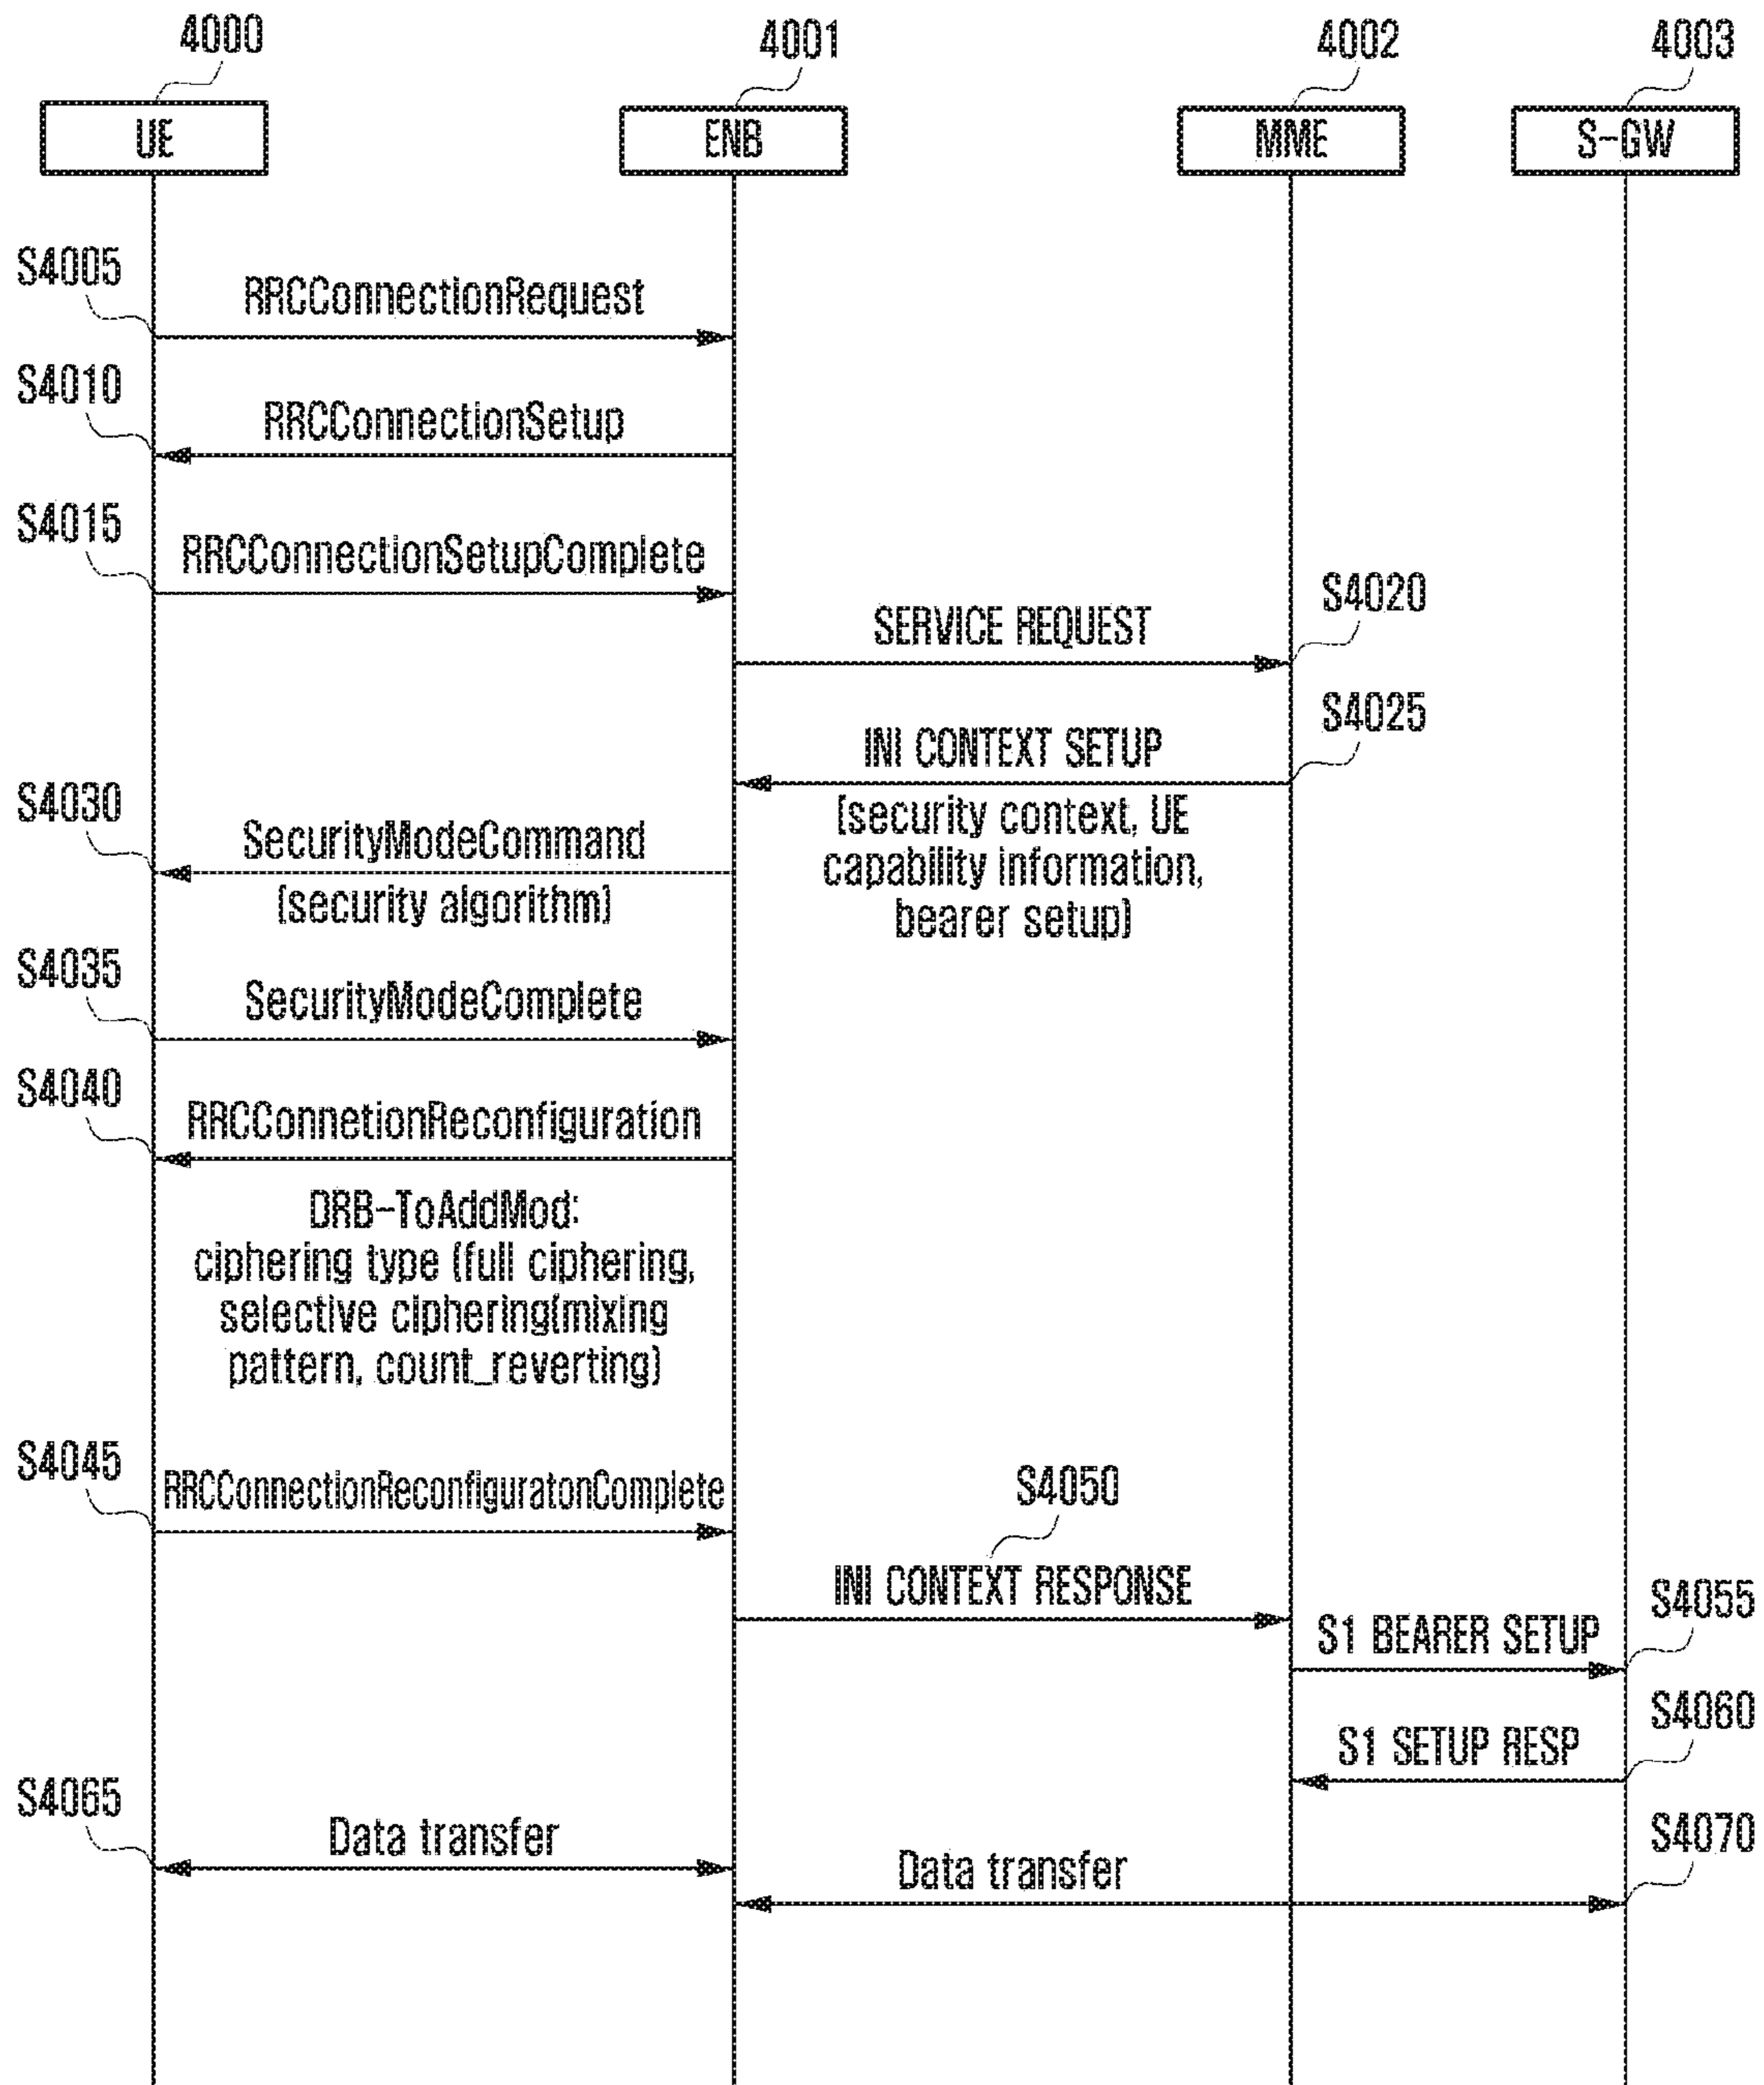 4000
4001
4002
4003
UE
ENB
MME
S-GW
S4005
RRCConnectionRequest
S4010
RRCConnectionSetup
S4015
RRCConnectionSetupComplete
SERVICE REQUEST
S4020
INI CONTEXT SETUP
S4025
(security context, UE
capability information,
bearer setup)
S4030
SecurityModeCommand
(security algorithm)
S4035
SecurityModeComplete
S4040
RRCConnetionReconfiguration
DRB-ToAddMod:
ciphering type (full ciphering,
selective ciphering(mixing
pattern, count_reverting)
S4045
RRCConnectionReconfiguratonComplete
S4050
INI CONTEXT RESPONSE
S1 BEARER SETUP
S4055
S1 SETUP RESP
S4060
S4065
Data transfer
Data transfer
S4070